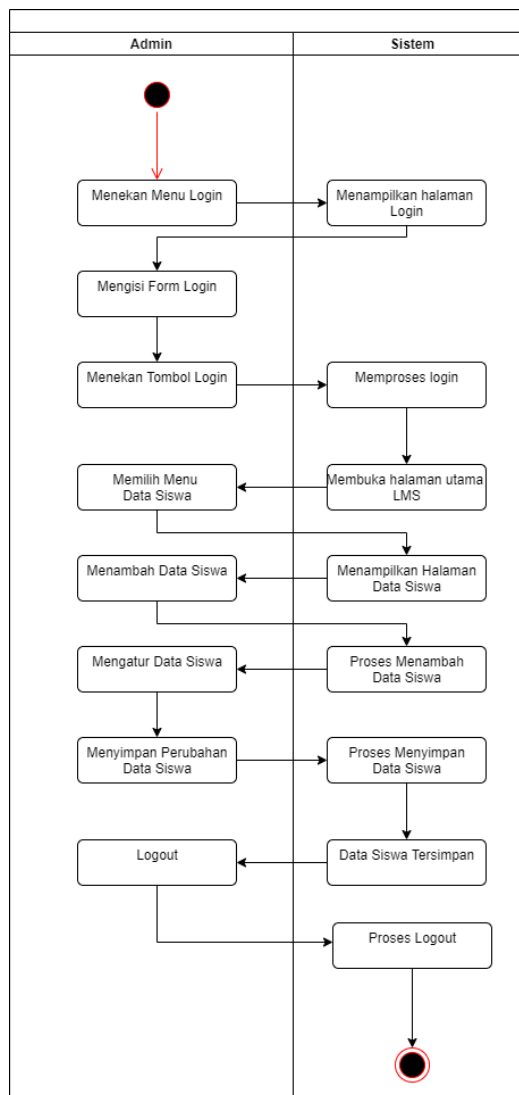 Admin
Sistem
Menekan Menu Login
Menampilkan halaman
Login
Mengisi Form Login
Menekan Tombol Login
Memproses login
Membuka halaman utama
LMS
Memilih Menu
Data Siswa
Menampilkan Halaman
Data Siswa
Menambah Data Siswa
Proses Menambah
Data Siswa
Mengatur Data Siswa
Menyimpan Perubahan
Data Siswa
Proses Menyimpan
Data Siswa
Data Siswa Tersimpan
Logout
Proses Logout